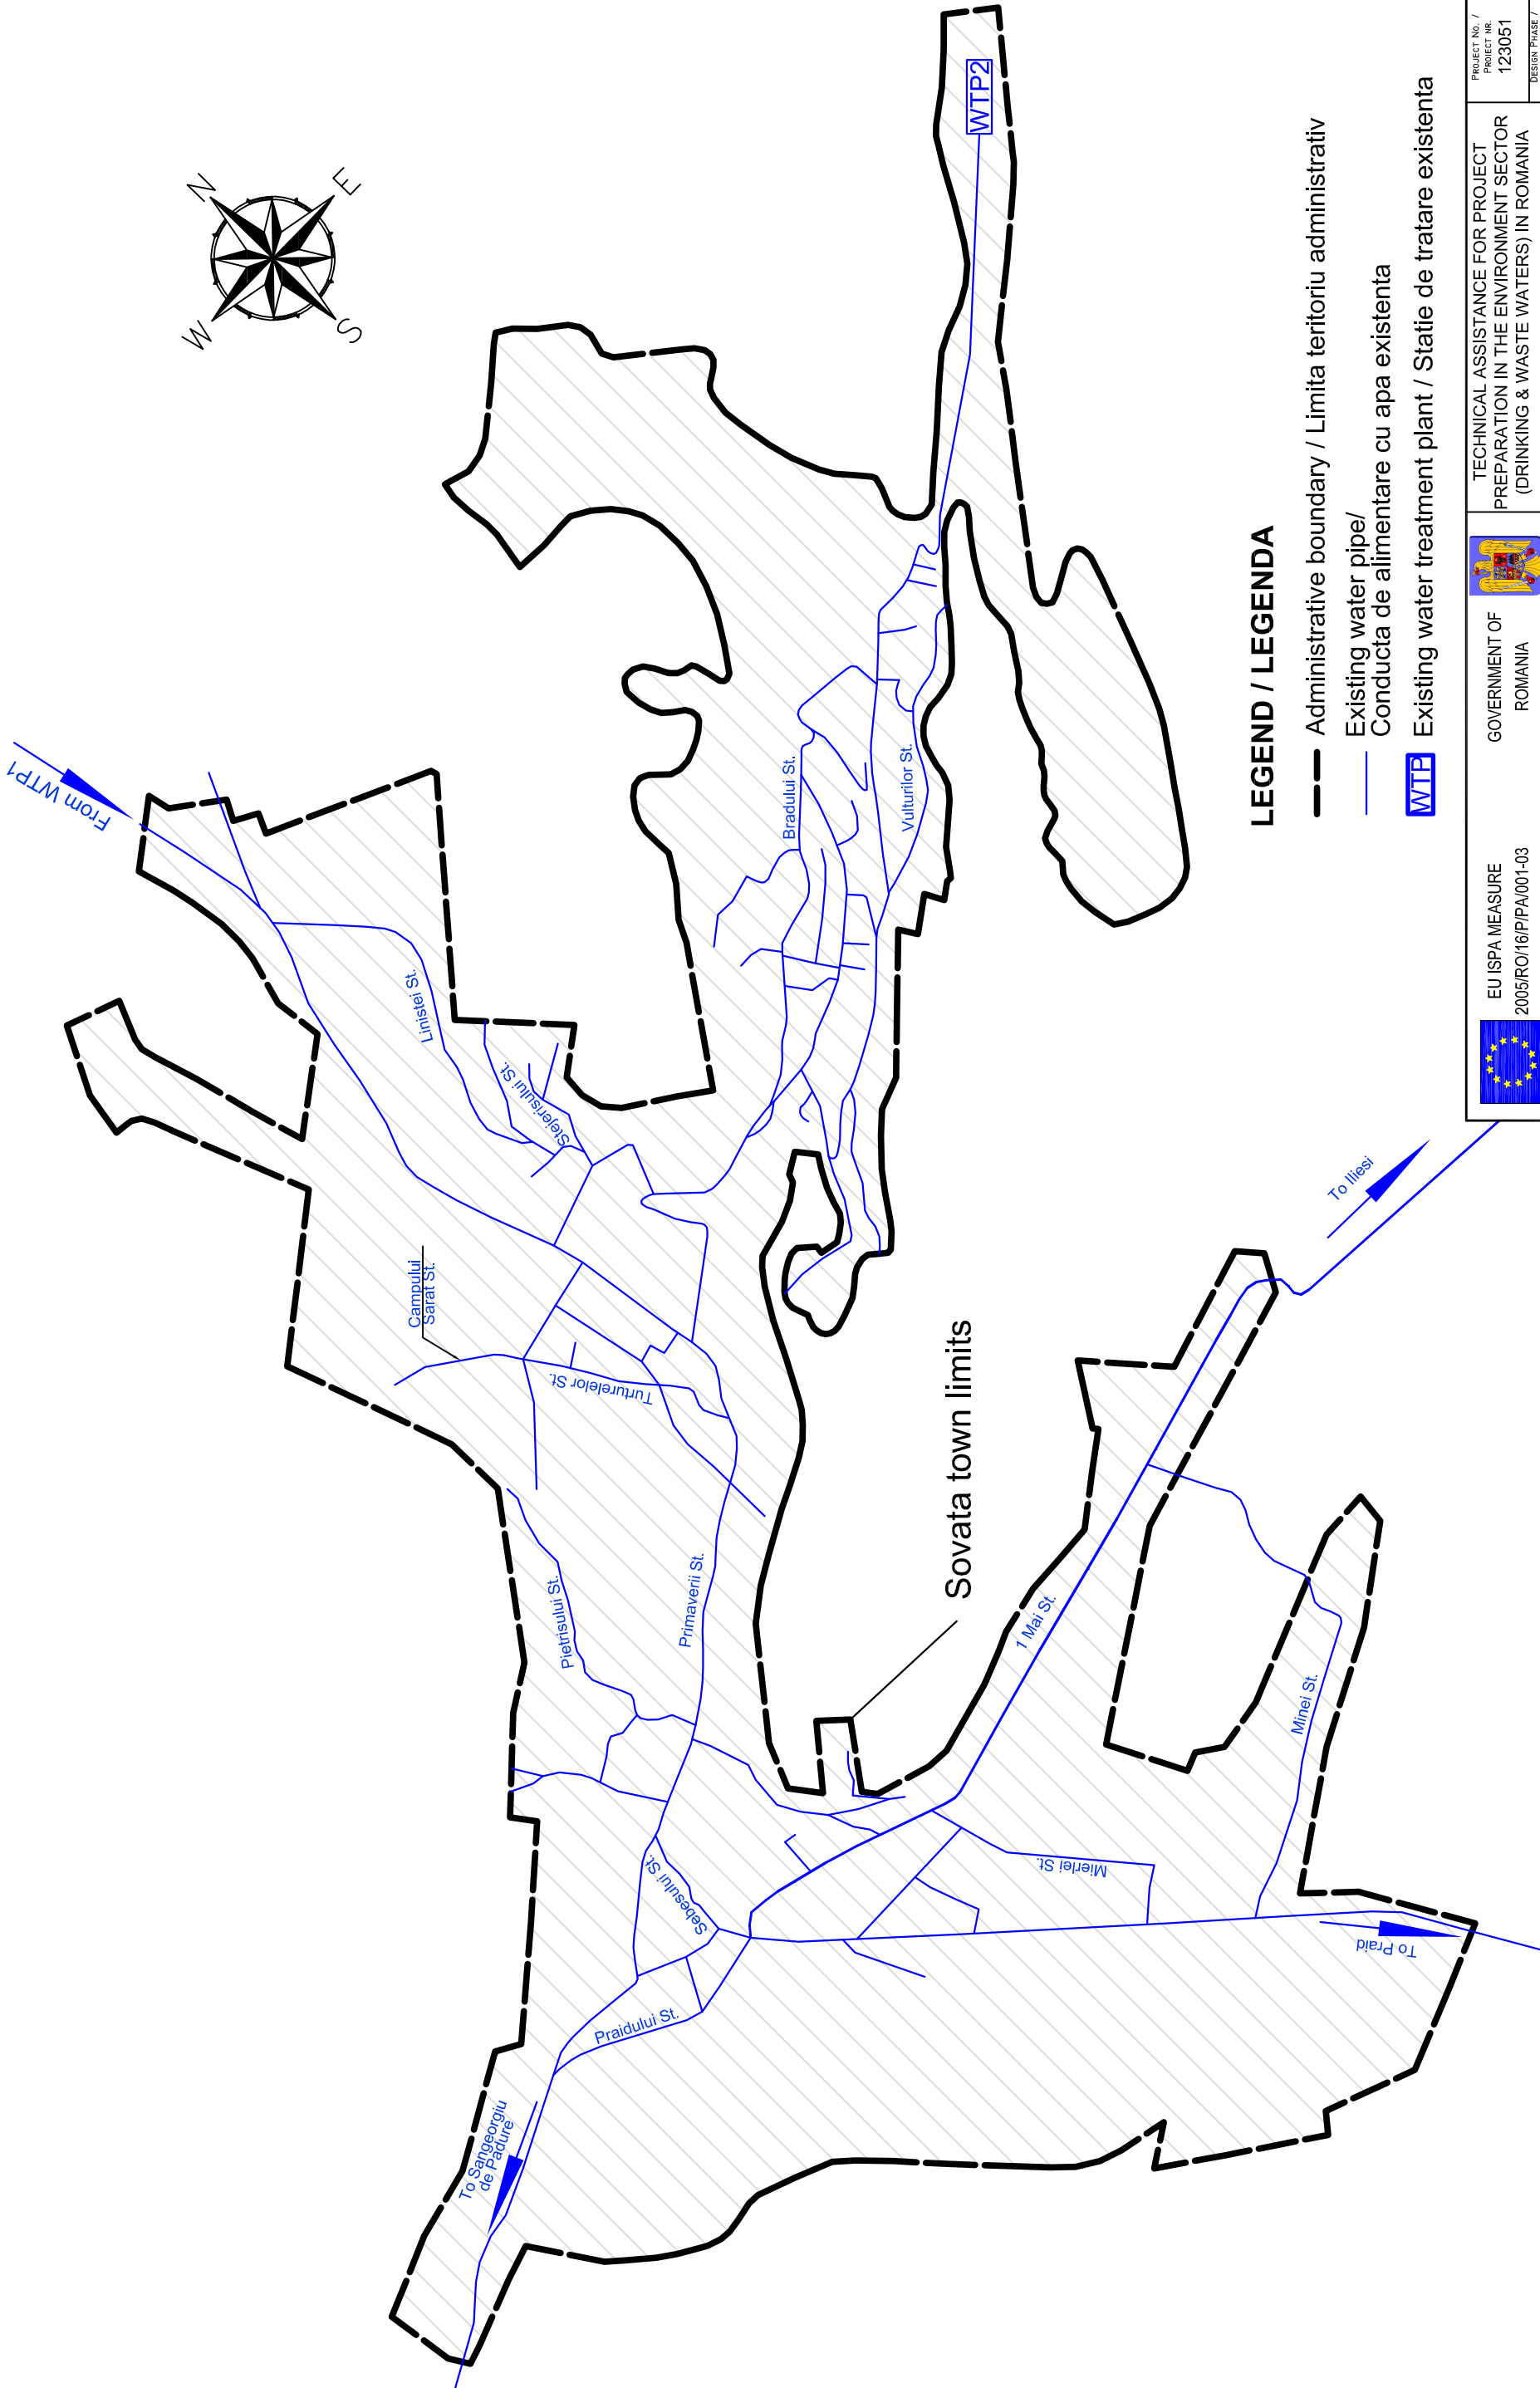 N
E
S
W
From WTP1
WTP2
Linistei St.
Stejerisului St.
Bradului St.
Vulturilor St.
Campului
Sarat St.
Turturelelor St.
Pietrisului St.
Primaverii St.
Sebesului St.
Praidului St.
To Sangeorgiu
de Padure
Sovata town limits
1 Mai St.
Mierlei St.
Minei St.
To Praid
To Iliesi
LEGEND / LEGENDA
Administrative boundary / Limita teritoriu administrativ
Existing water pipe/
Conducta de alimentare cu apa existenta
WTP
Existing water treatment plant / Statie de tratare existenta
EU ISPA MEASURE
2005/RO/16/P/PA/001-03
GOVERNMENT OF
ROMANIA
TECHNICAL ASSISTANCE FOR PROJECT
PREPARATION IN THE ENVIRONMENT SECTOR
(DRINKING & WASTE WATERS) IN ROMANIA
PROJECT No. /
PROIECT NR.
123051
DESIGN PHASE /